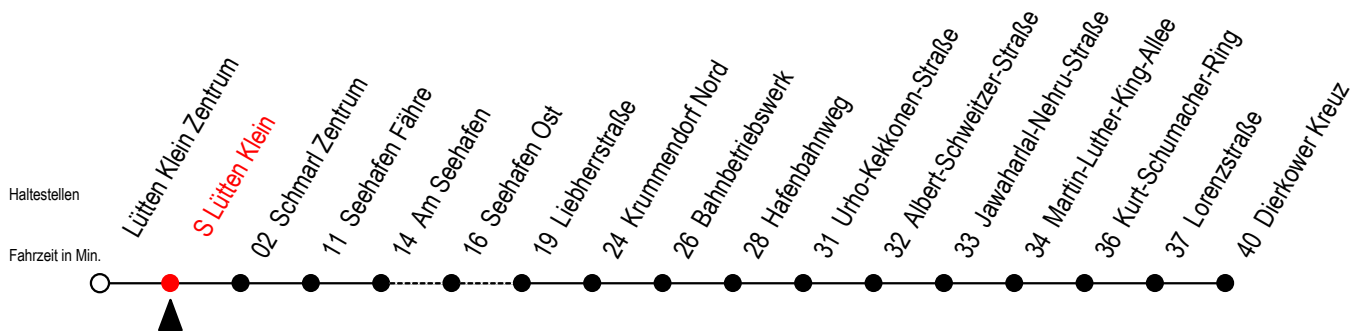 Lütten Klein Zentrum
S Lütten Klein
02 Schmarl Zentrum
11 Seehafen Fähre
14 Am Seehafen
16 Seehafen Ost
19 Liebherrstraße
24 Krummendorf Nord
26 Bahnbetriebswerk
28 Hafenbahnweg
31 Urho-Kekkonen-Straße
32 Albert-Schweitzer-Straße
33 Jawaharlal-Nehru-Straße
34 Martin-Luther-King-Allee
36 Kurt-Schumacher-Ring
37 Lorenzstraße
40 Dierkower Kreuz
Haltestellen
Fahrzeit in Min.